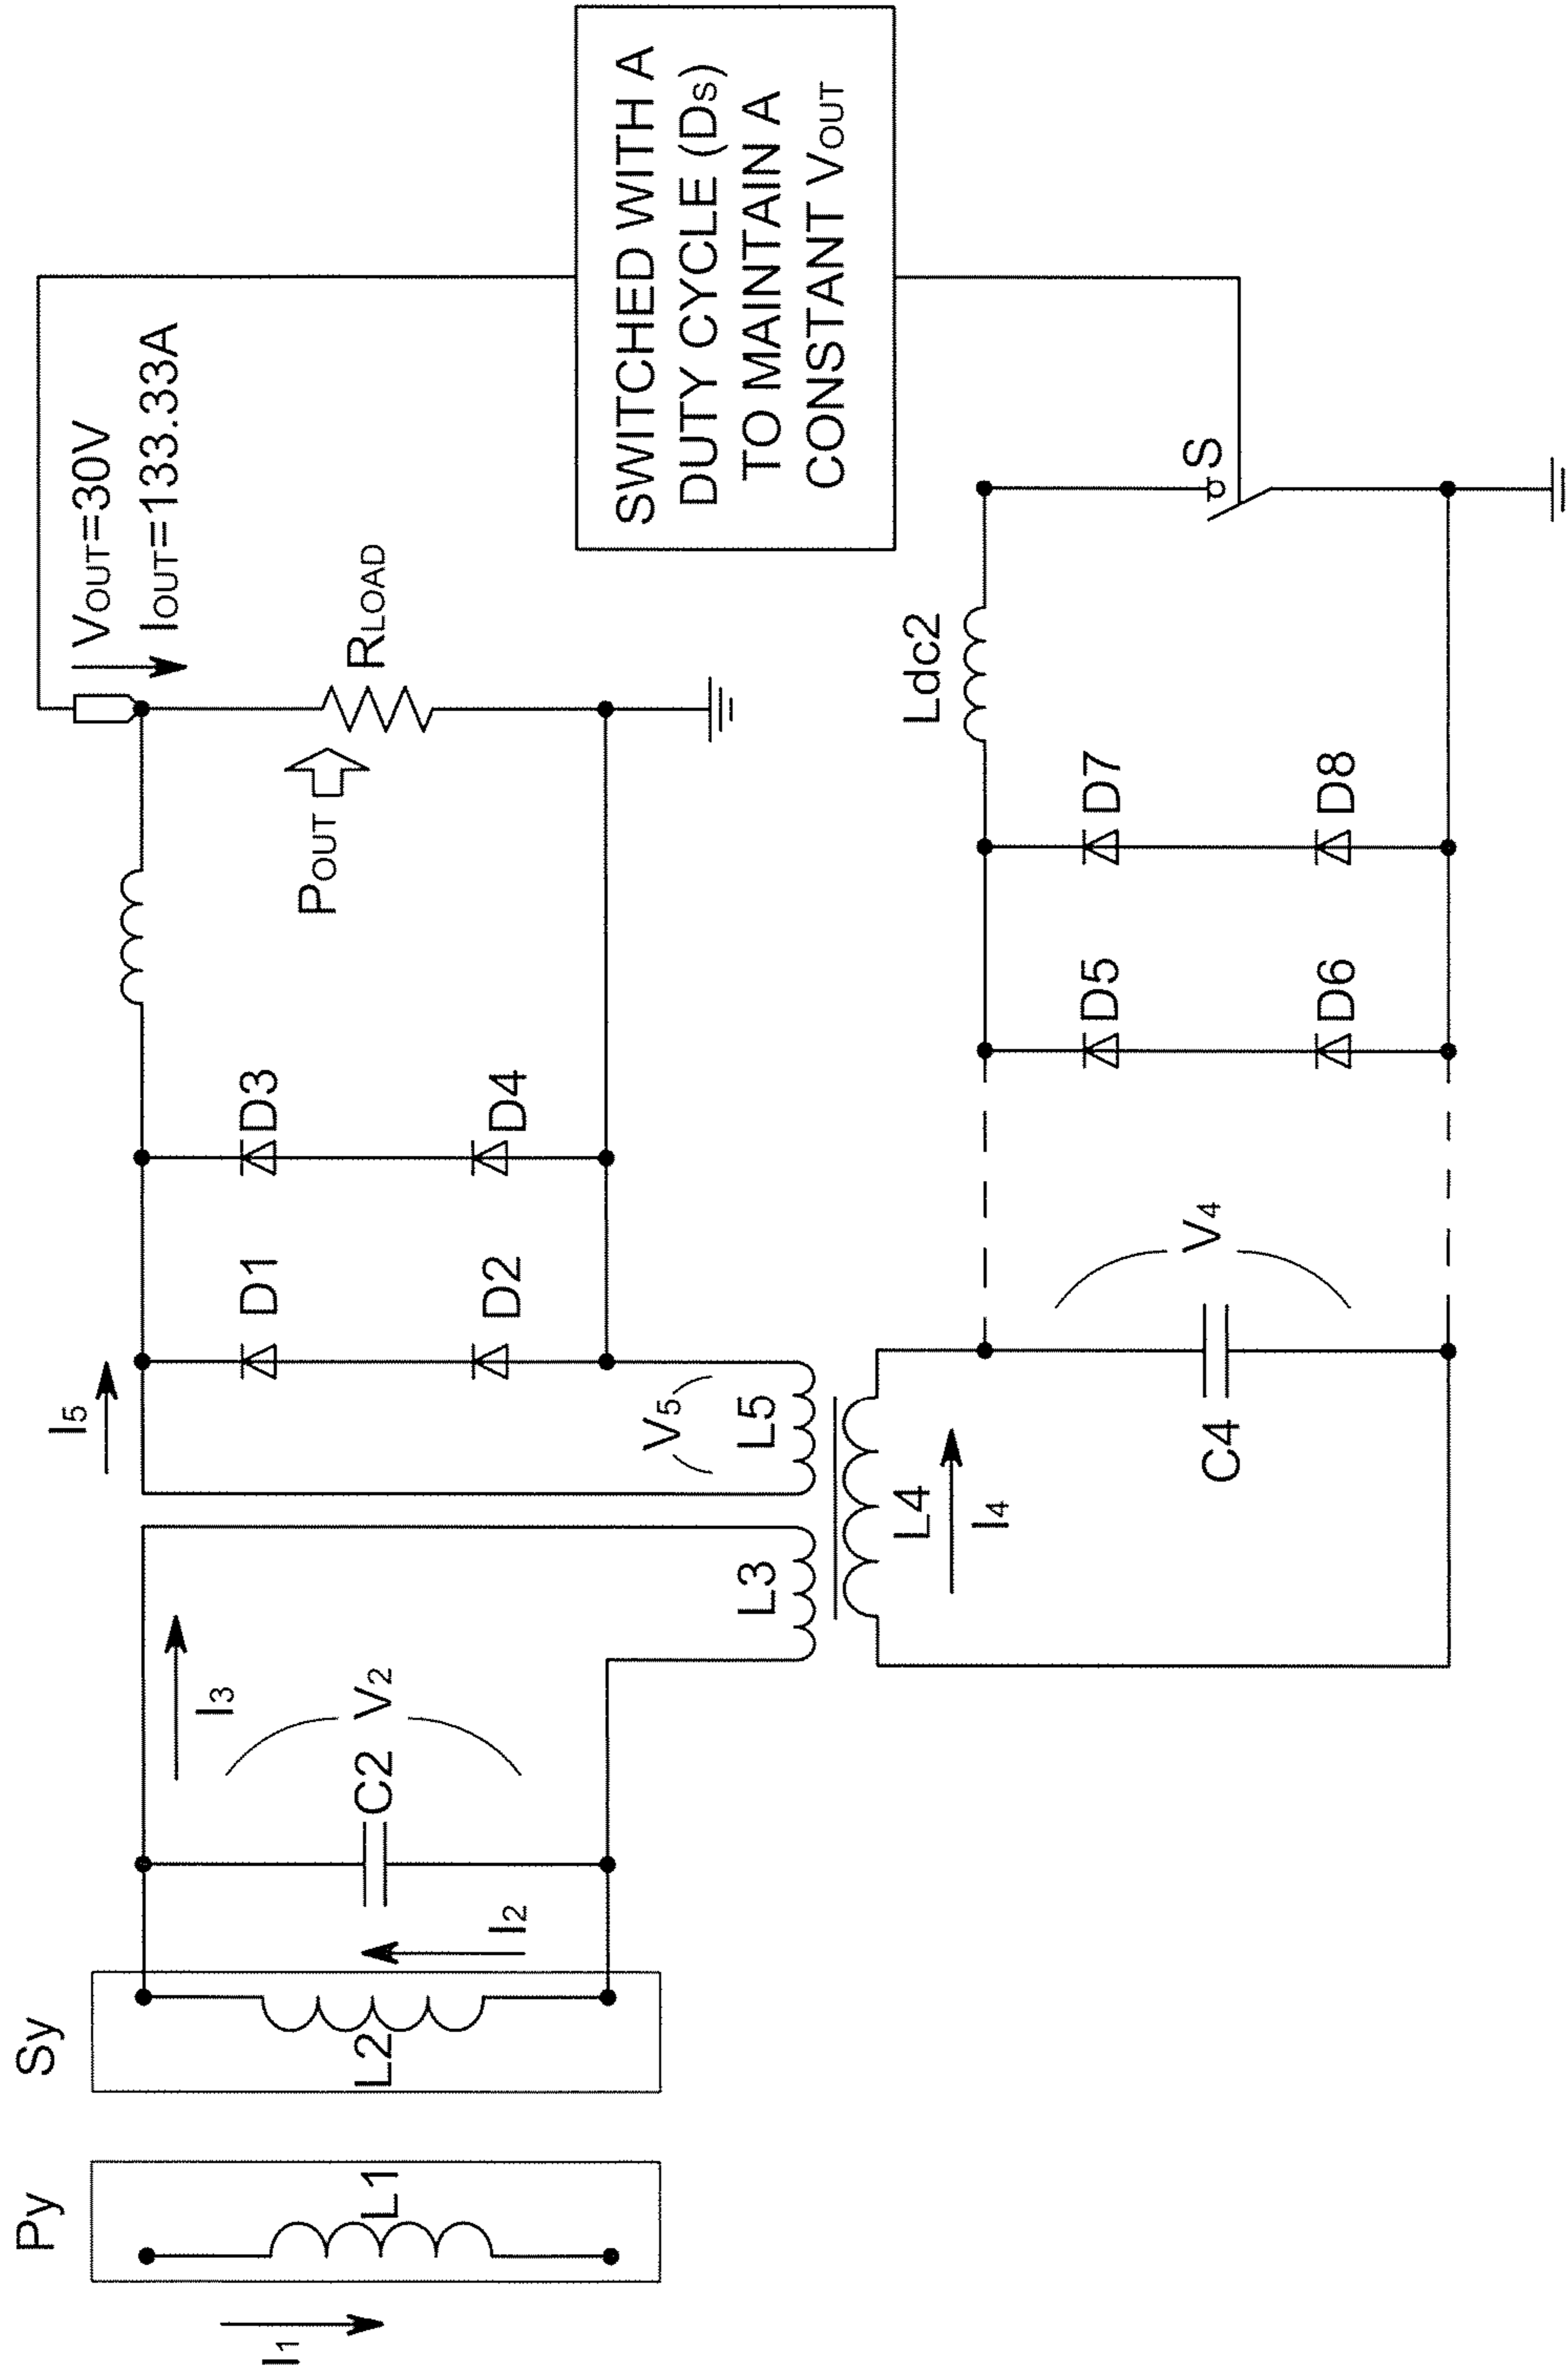 Py
Sy
I1
L1
L2
I2
C2
V2
I3
L3
L4
I4
L5
V5
I5
D1
D2
D3
D4
POUT
RLOAD
VOUT=30V
IOUT=133.33A
SWITCHED WITH A
DUTY CYCLE (DS)
TO MAINTAIN A
CONSTANT VOUT
C4
V4
D5
D6
D7
D8
Ldc2
S